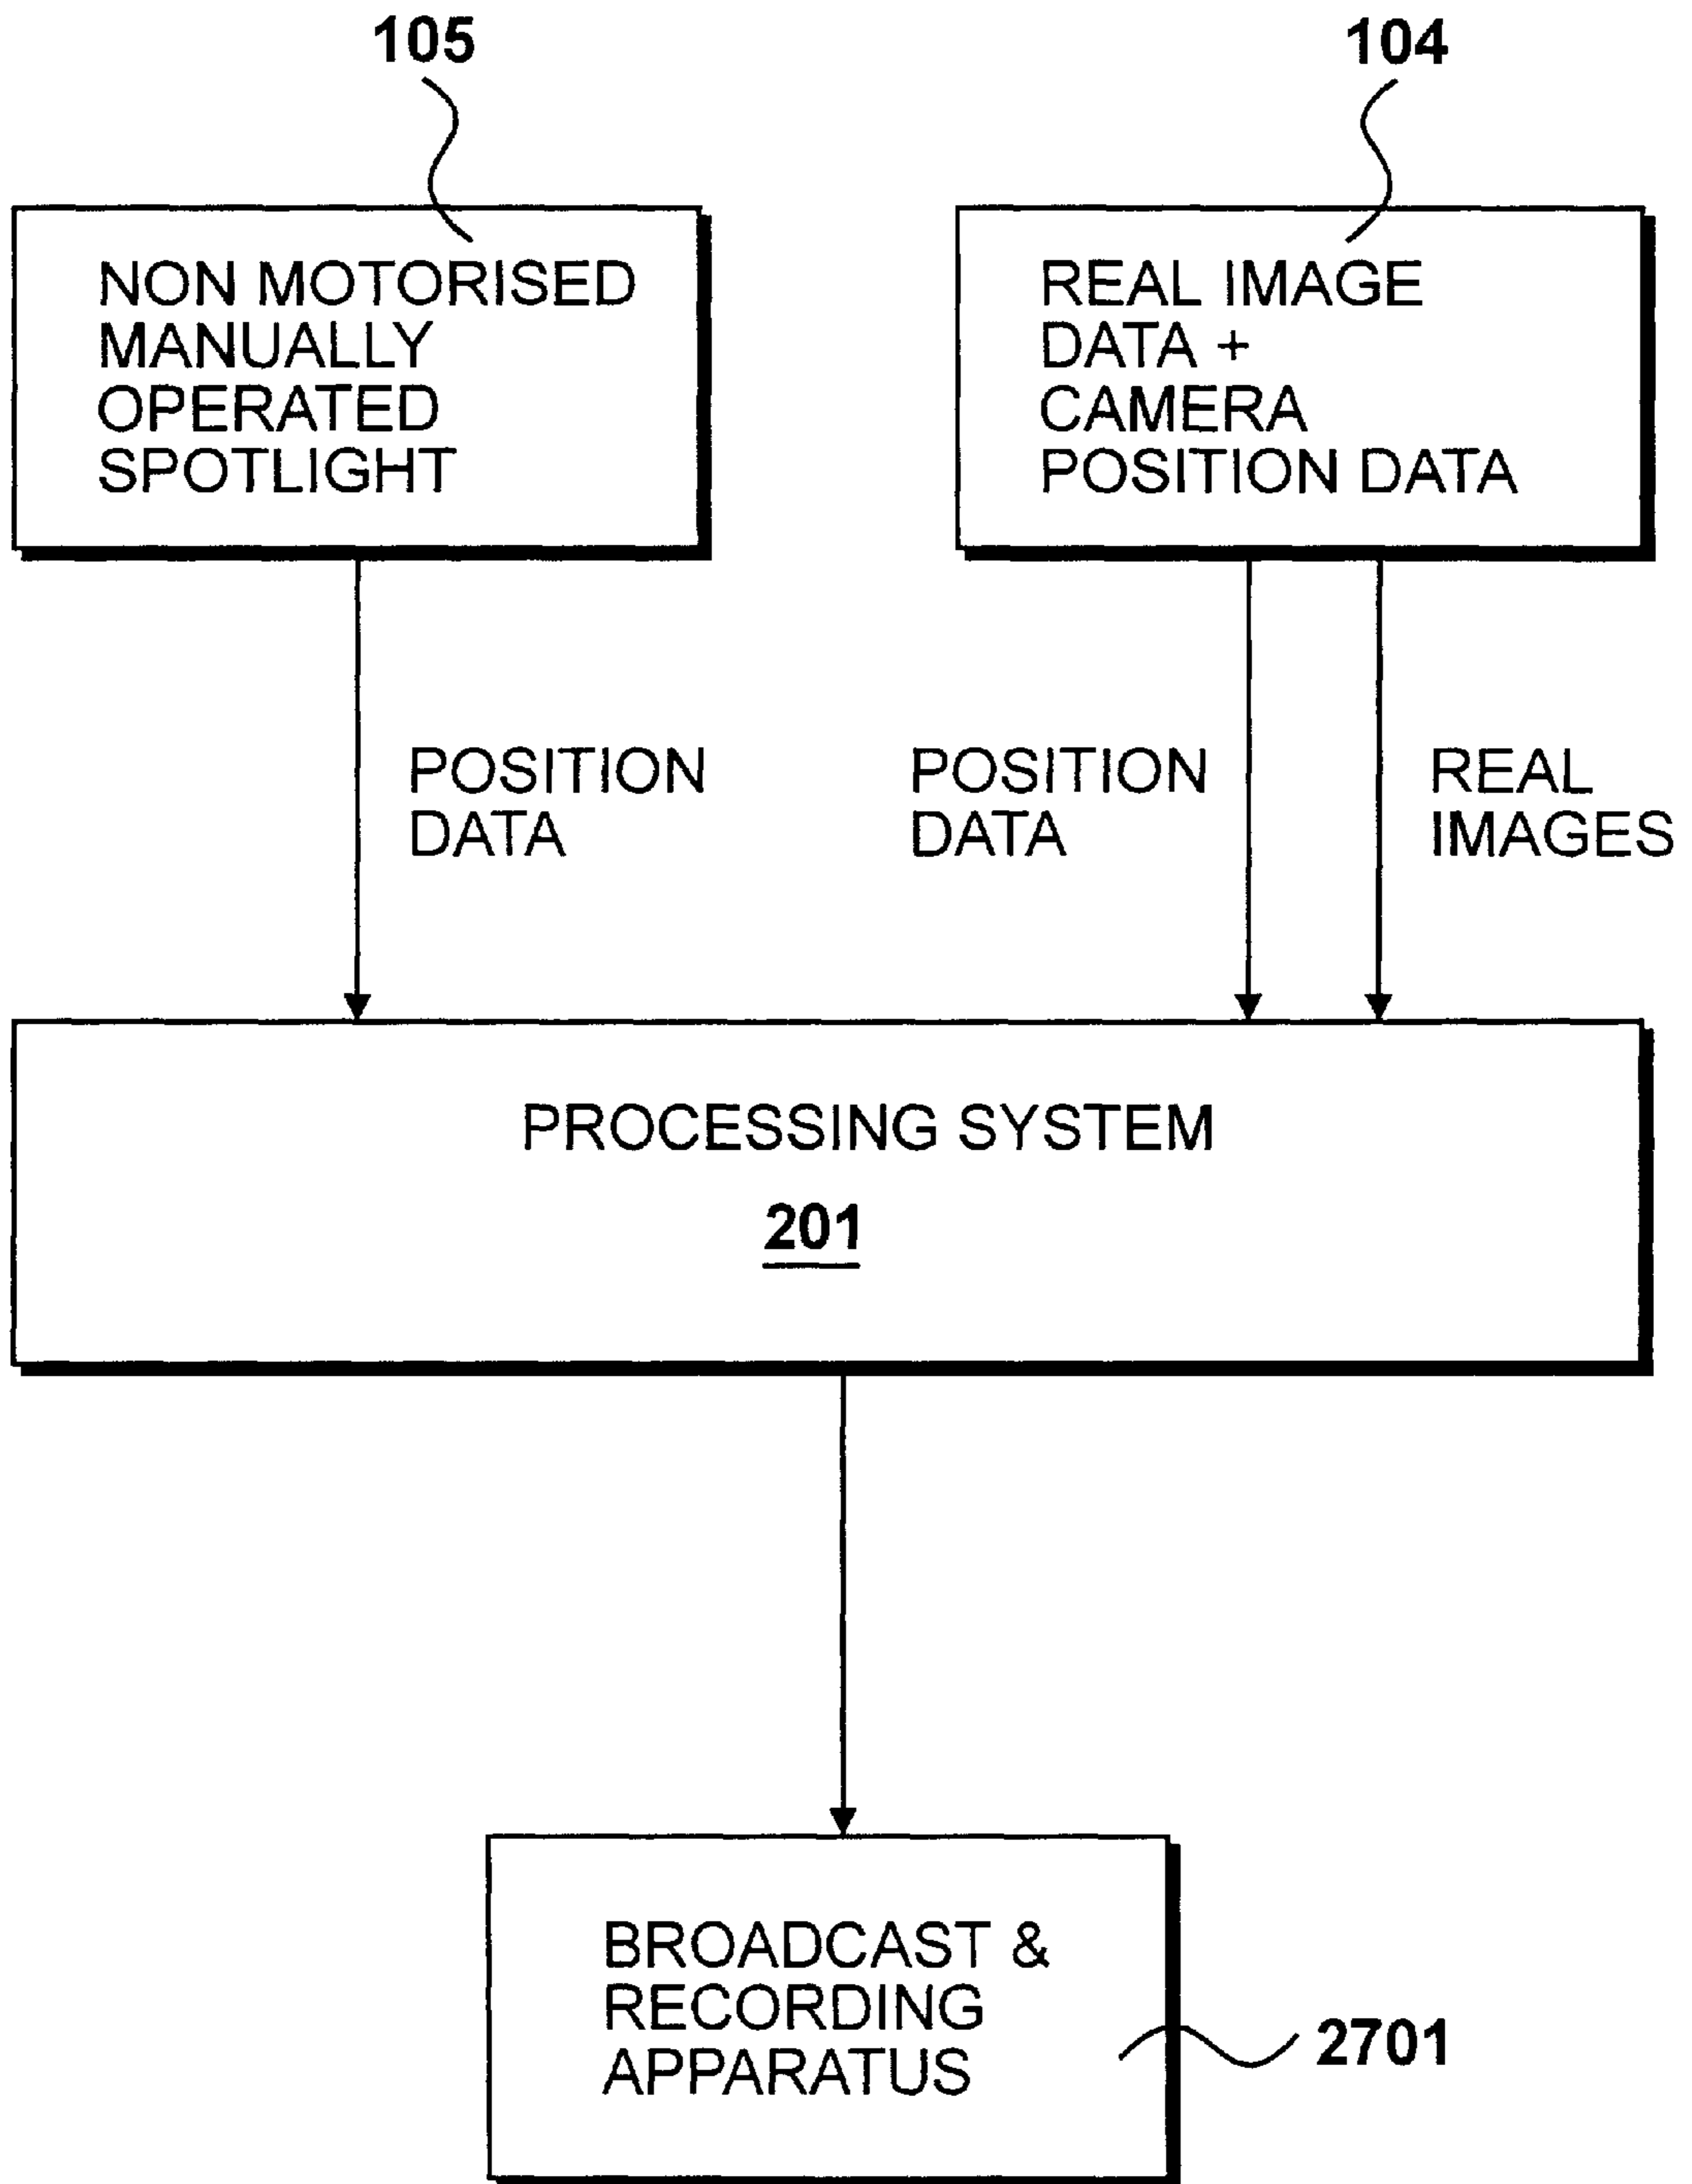 105
104
NON MOTORISED
MANUALLY
OPERATED
SPOTLIGHT
REAL IMAGE
DATA +
CAMERA
POSITION DATA
POSITION
DATA
POSITION
DATA
REAL
IMAGES
PROCESSING SYSTEM
201
BROADCAST &
RECORDING
APPARATUS
2701